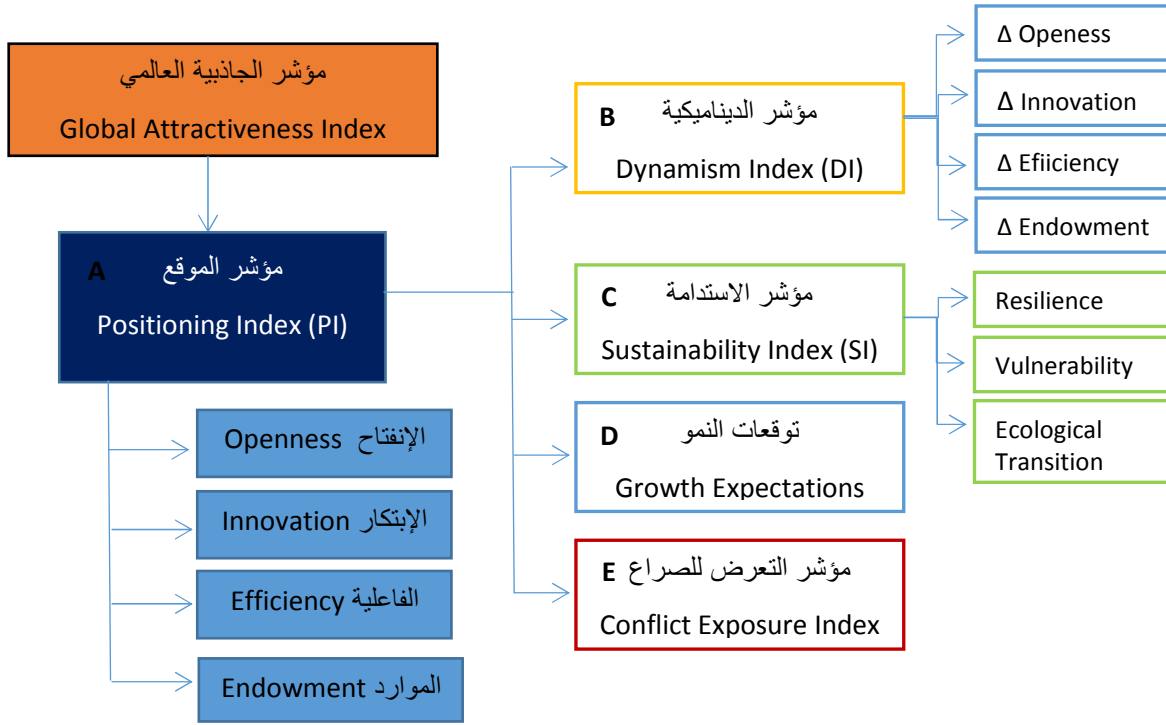 مؤشر الجاذبية العالمي
Global Attractiveness Index
A مؤشر الموقع
Positioning Index (PI)
Openness الإنفتاح
Innovation الإبتكار
Efficiency الفاعلية
Endowment الموارد
B مؤشر الديناميكية
Dynamism Index (DI)
C مؤشر الاستدامة
Sustainability Index (SI)
D توقعات النمو
Growth Expectations
E مؤشر التعرض للصراع
Conflict Exposure Index
Δ Openess
Δ Innovation
Δ Efiiciency
Δ Endowment
Resilience
Vulnerability
Ecological
Transition